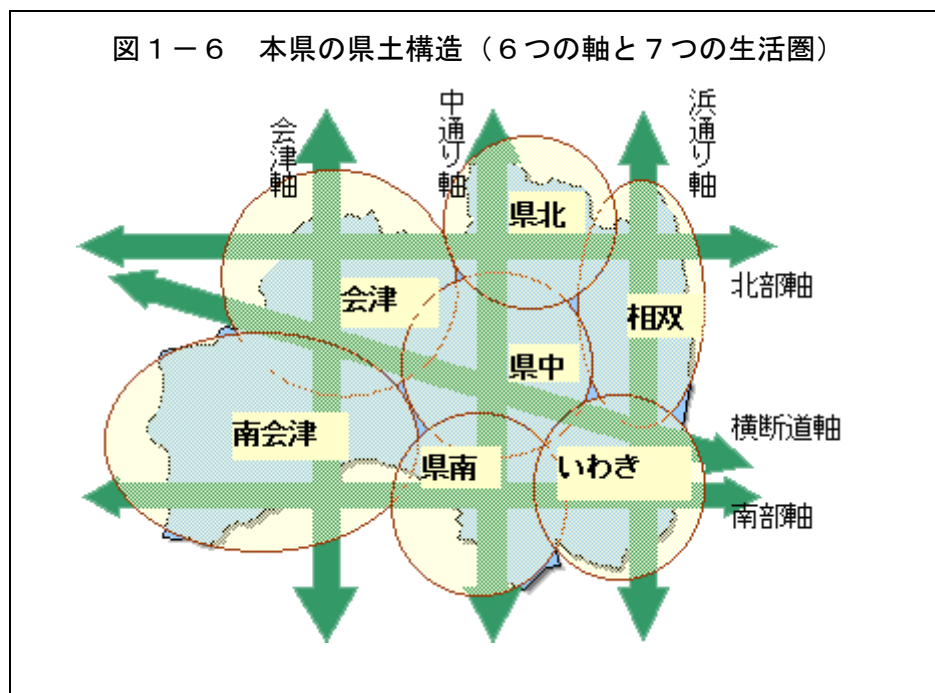 図1－6　本県の県土構造（6つの軸と7つの生活圏）
会津軸
中通り軸
浜通り軸
県北
北部軸
会津
相双
県中
南会津
横断道軸
県南
いわき
南部軸